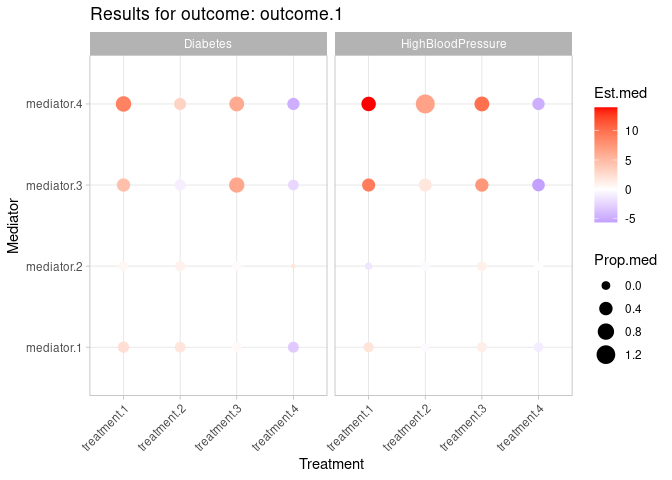 Results for outcome: outcome.1
Diabetes
HighBloodPressure
Mediator
mediator.4
mediator.3
mediator.2
mediator.1
treatment.1
treatment.2
treatment.3
treatment.4
treatment.1
treatment.2
treatment.3
treatment.4
Treatment
Est.med
10
5
0
-5
Prop.med
0.0
0.4
0.8
1.2